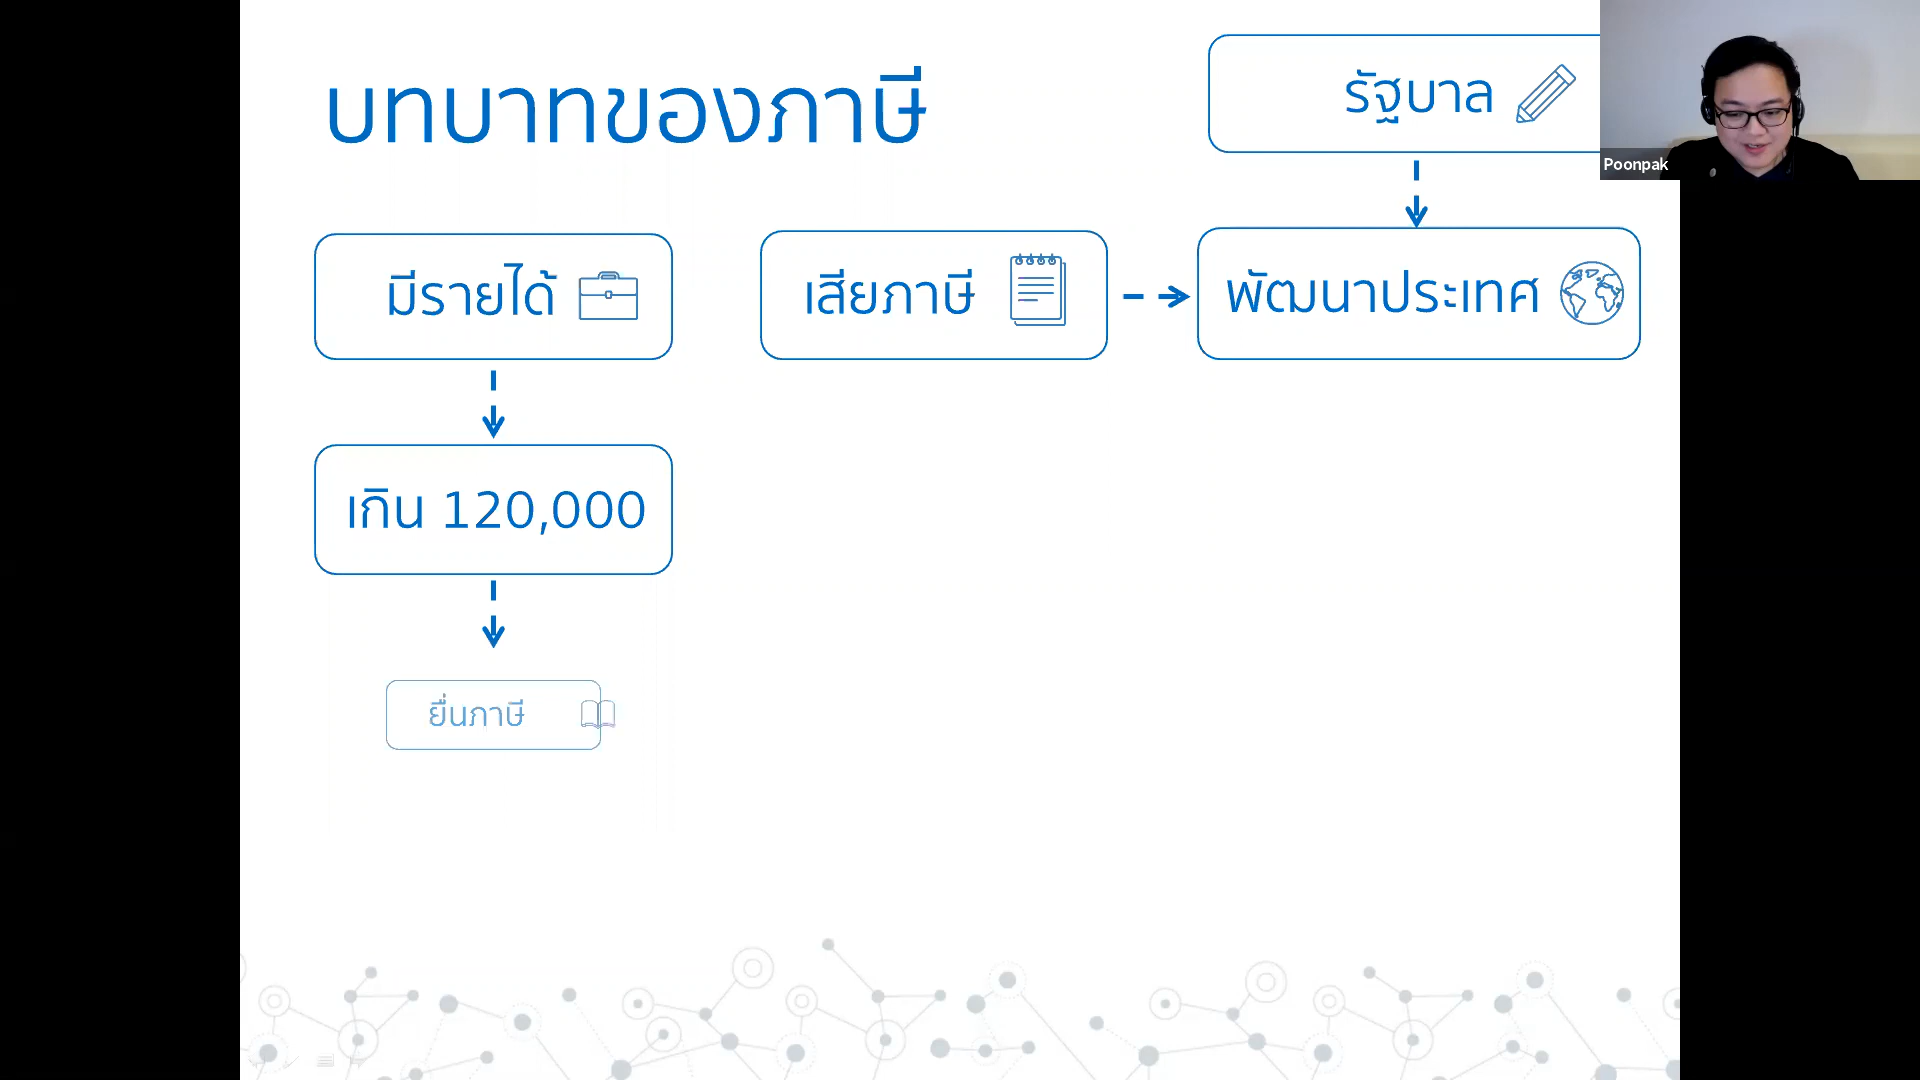 บทบาทของภาษี
รัฐบาล
Poonpak
มีรายได้
เสียภาษี
พัฒนาประเทศ
เกิน 120,000
ยื่นภาษี